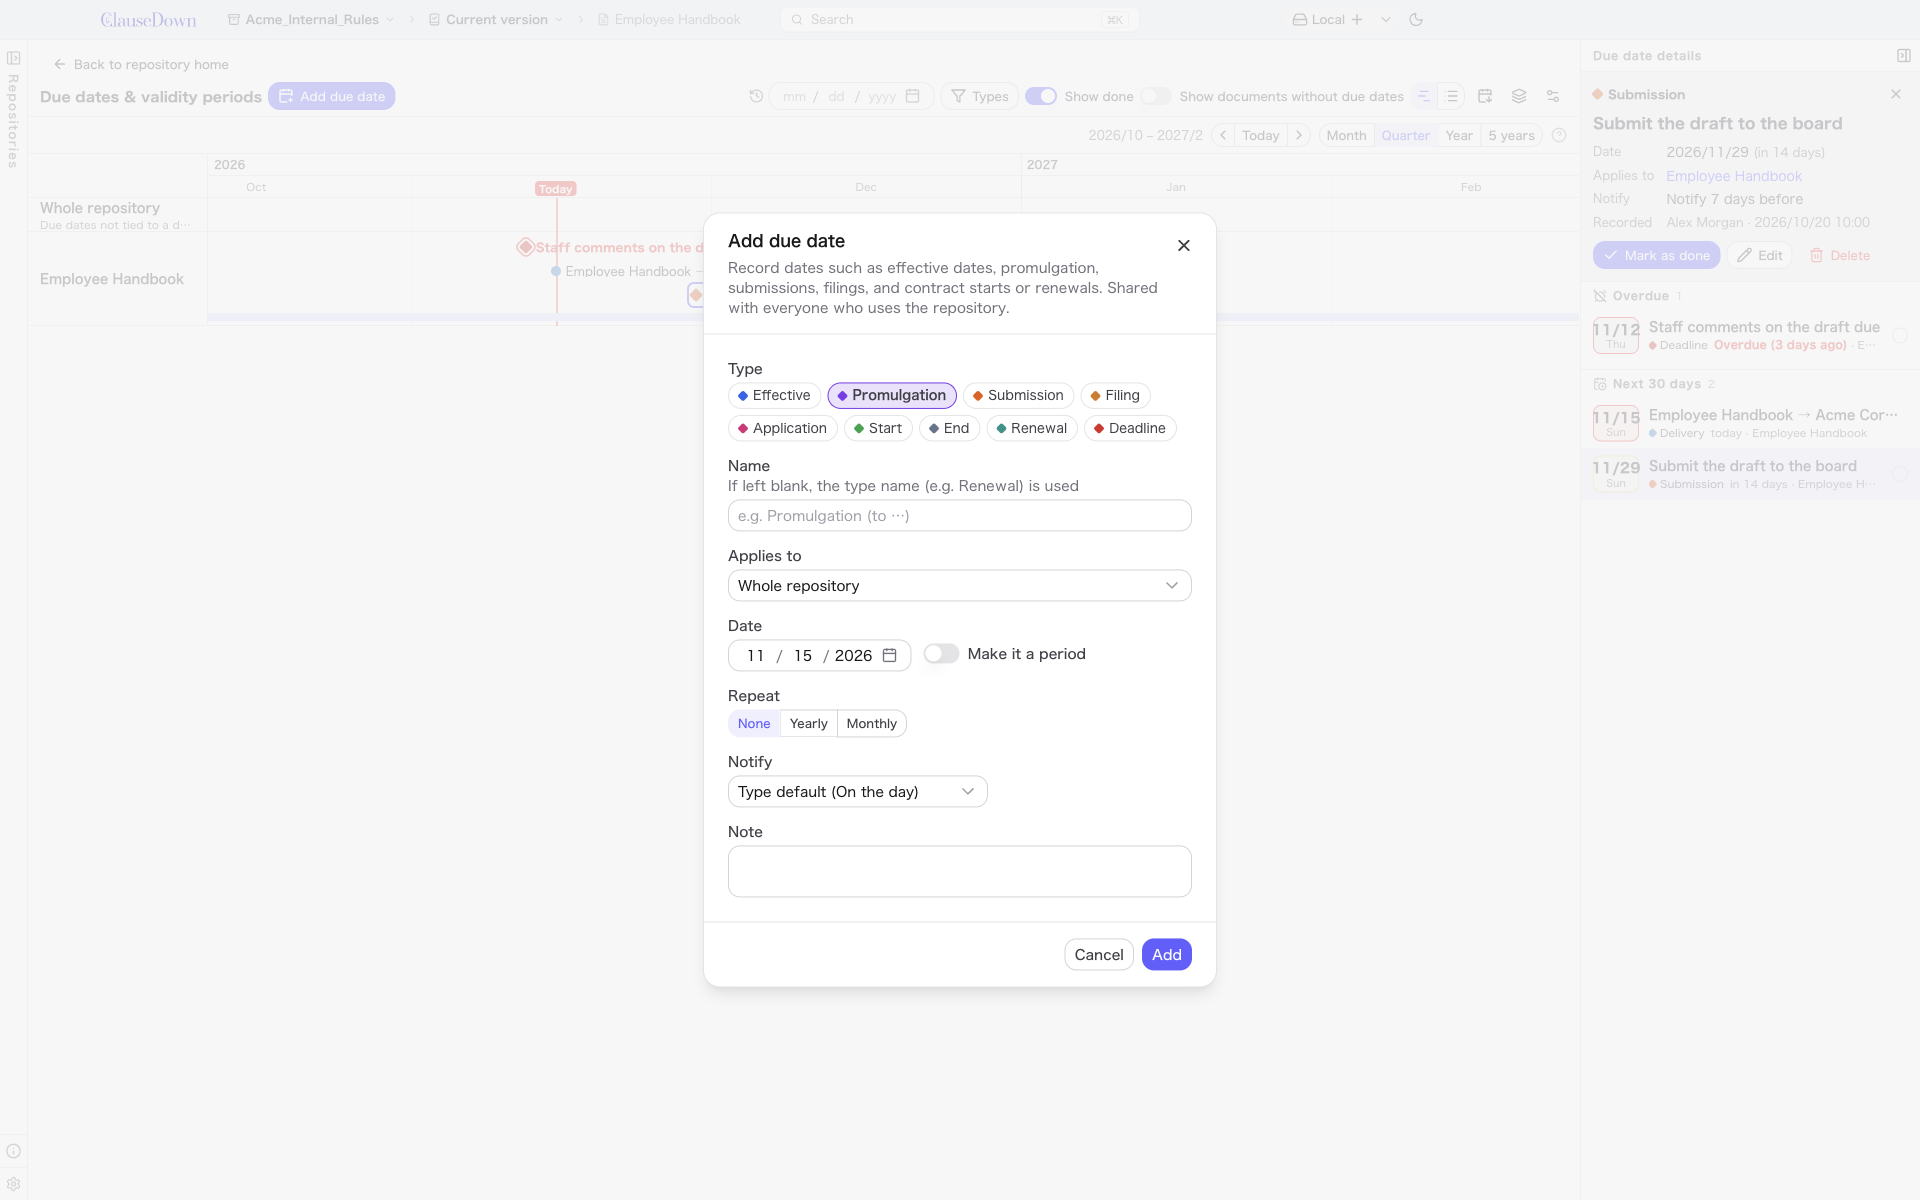 ClauseDown
Acme_Internal_Rules
Current version
Employee Handbook
Search
⌘K
Local
Repositories
Back to repository home
Due dates & validity periods
Add due date
mm / dd / yyyy
Types
Show done
Show documents without due dates
2026/10 – 2027/2
Today
Month
Quarter
Year
5 years
2026
2027
Oct
Today
Dec
Jan
Feb
Whole repository
Due dates not tied to a d…
Employee Handbook
Staff comments on the d
Employee Handbook –
Add due date
Record dates such as effective dates, promulgation,
submissions, filings, and contract starts or renewals. Shared
with everyone who uses the repository.
Type
Effective
Promulgation
Submission
Filing
Application
Start
End
Renewal
Deadline
Name
If left blank, the type name (e.g. Renewal) is used
e.g. Promulgation (to …)
Applies to
Whole repository
Date
11 / 15 / 2026
Make it a period
Repeat
None
Yearly
Monthly
Notify
Type default (On the day)
Note
Cancel
Add
Due date details
Submission
Submit the draft to the board
Date 2026/11/29 (in 14 days)
Applies to Employee Handbook
Notify Notify 7 days before
Recorded Alex Morgan · 2026/10/20 10:00
Mark as done
Edit
Delete
Overdue 1
11/12
Thu
Staff comments on the draft due
Deadline Overdue (3 days ago) · E…
Next 30 days 2
11/15
Sun
Employee Handbook → Acme Cor…
Delivery today · Employee Handbook
11/29
Sun
Submit the draft to the board
Submission in 14 days · Employee H…